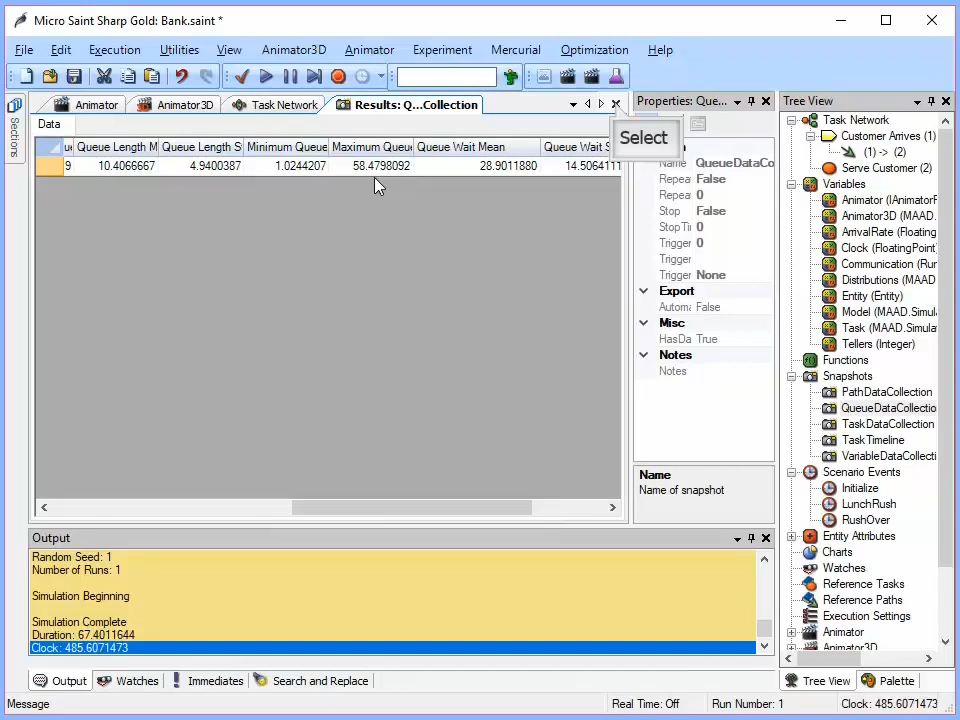 Micro Saint Sharp Gold: Bank.saint *
File Edit Execution Utilities View Animator3D Animator Experiment Mercurial Optimization Help
Sections
Animator Animator3D Task Network Results: Q...Collection
Data
Queue Length M Queue Length S Minimum Queue Maximum Queue Queue Wait Mean Queue Wait S
9 10.4066667 4.9400387 1.0244207 58.4798092 28.9011880 14.5064111
Select
Properties: Que...
Name QueueDataCo
Repea False
Repea 0
Stop False
StopTi 0
Trigger 0
Trigger
Trigger None
Export
Automa False
Misc
HasDa True
Notes
Notes
Name
Name of snapshot
Tree View
Task Network
Customer Arrives (1)
(1) -> (2)
Serve Customer (2)
Variables
Animator (IAnimatorF
Animator3D (MAAD.
ArrivalRate (Floating
Clock (FloatingPoint
Communication (Run
Distributions (MAAD
Entity (Entity)
Model (MAAD.Simul
Task (MAAD.Simula
Tellers (Integer)
Functions
Snapshots
PathDataCollection
QueueDataCollectio
TaskDataCollection
TaskTimeline
VariableDataCollecti
Scenario Events
Initialize
LunchRush
RushOver
Entity Attributes
Charts
Watches
Reference Tasks
Reference Paths
Execution Settings
Animator
Animator3D
Output
Random Seed: 1
Number of Runs: 1
Simulation Beginning
Simulation Complete
Duration: 67.4011644
Clock: 485.6071473
Output Watches Immediates Search and Replace Tree View Palette
Message Real Time: Off Run Number: 1 Clock: 485.6071473